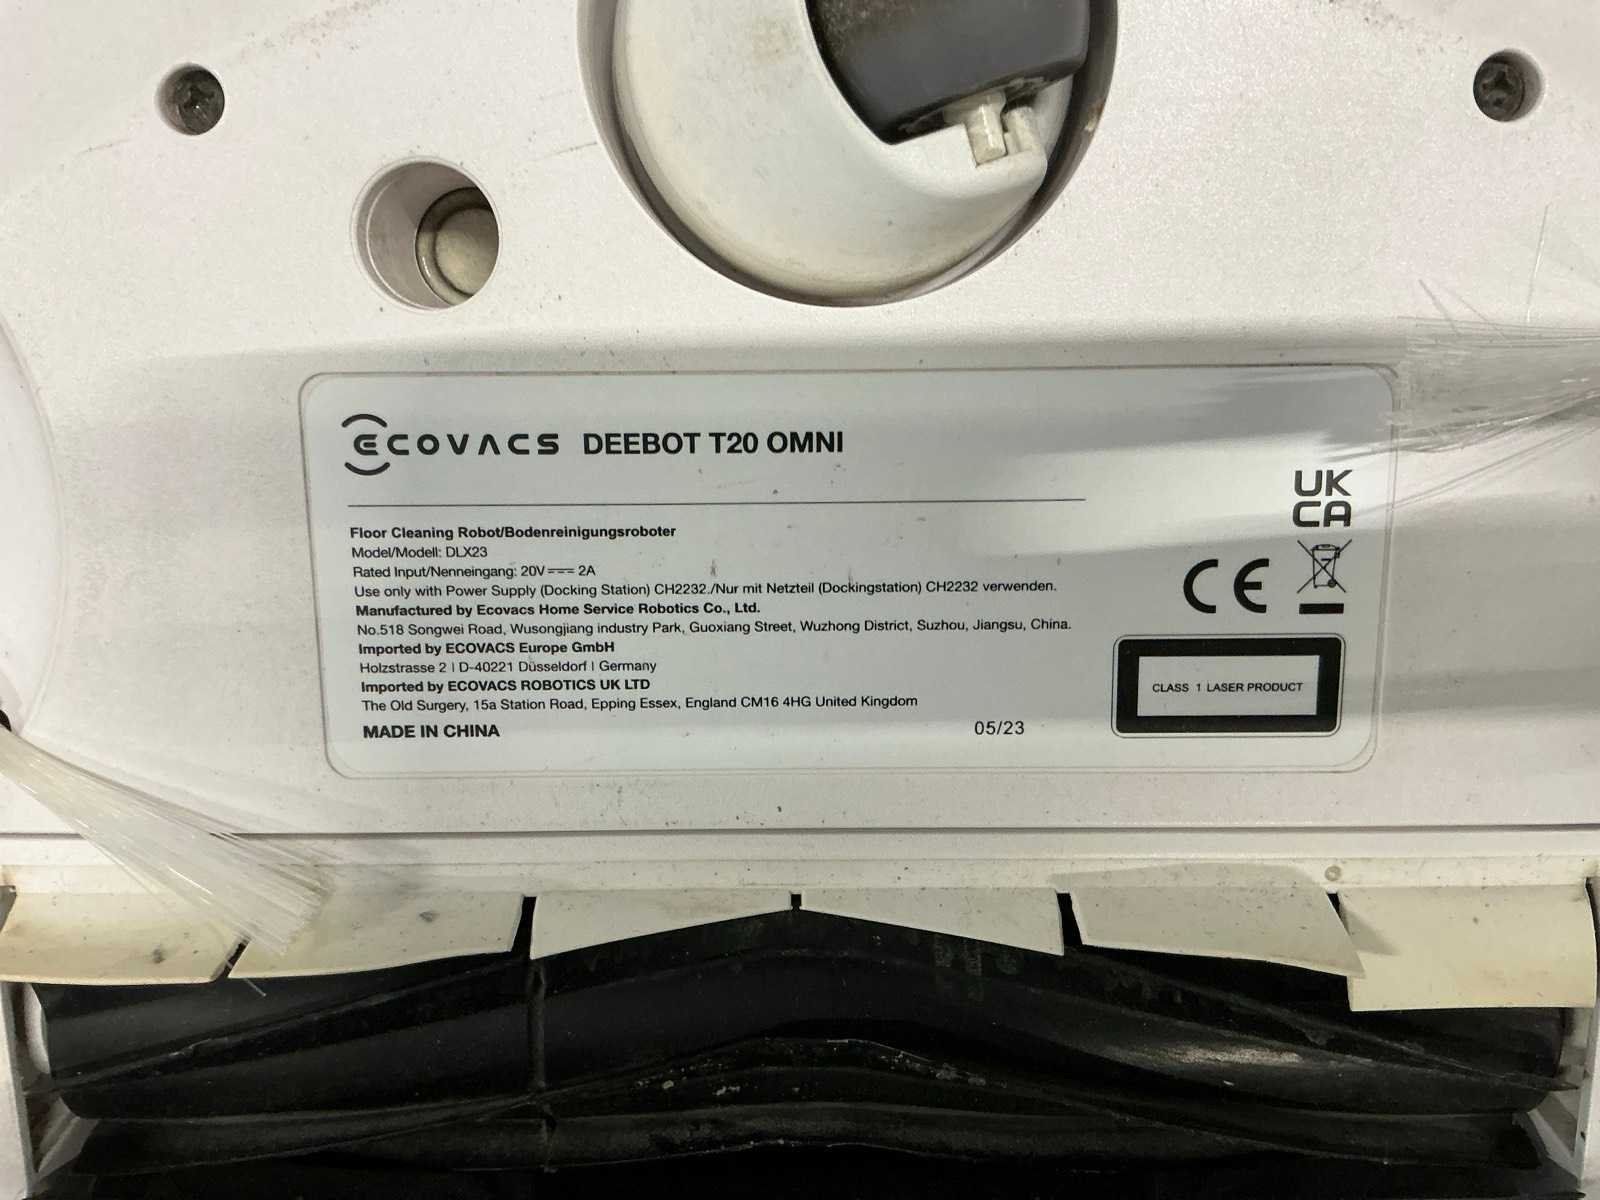 ECOVACS DEEBOT T20 OMNI
Floor Cleaning Robot/Bodenreinigungsroboter
Model/Modell: DLX23
Rated Input/Nenneingang: 20V⎓2A
Use only with Power Supply (Docking Station) CH2232./Nur mit Netzteil (Dockingstation) CH2232 verwenden.
Manufactured by Ecovacs Home Service Robotics Co., Ltd.
No.518 Songwei Road, Wusongjiang industry Park, Guoxiang Street, Wuzhong District, Suzhou, Jiangsu, China.
Imported by ECOVACS Europe GmbH
Holzstrasse 2 | D-40221 Düsseldorf | Germany
Imported by ECOVACS ROBOTICS UK LTD
The Old Surgery, 15a Station Road, Epping Essex, England CM16 4HG United Kingdom
MADE IN CHINA
05/23
UK
CA
CE
CLASS 1 LASER PRODUCT